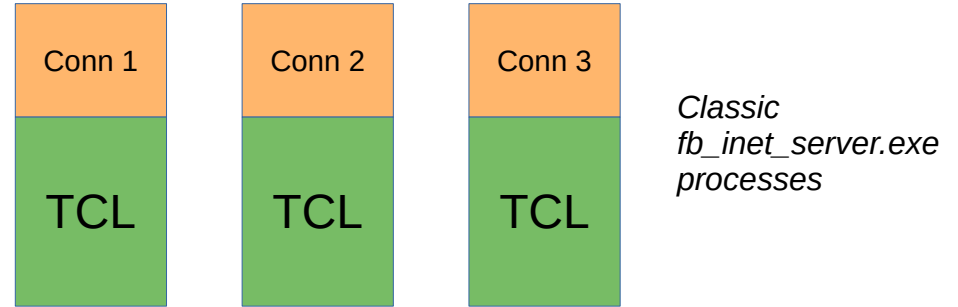 Conn 1
Conn 2
Conn 3
TCL
TCL
TCL
Classic
fb_inet_server.exe
processes